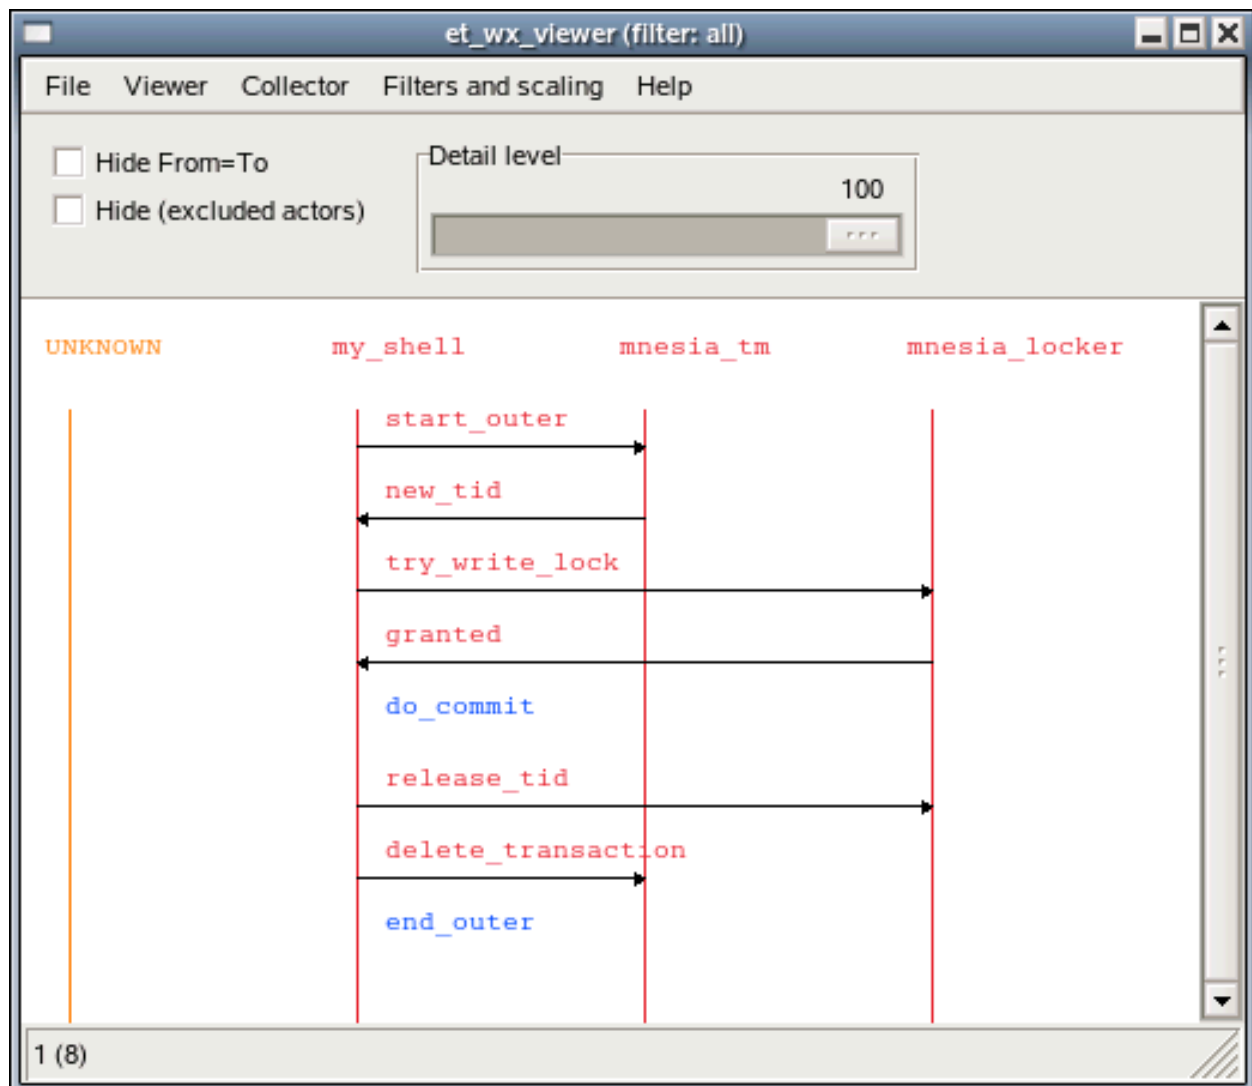 et_wx_viewer (filter: all)
File Viewer Collector Filters and scaling Help
Hide From=To
Hide (excluded actors)
Detail level
100
UNKNOWN my_shell mnesia_tm mnesia_locker
start_outer
new_tid
try_write_lock
granted
do_commit
release_tid
delete_transaction
end_outer
1 (8)